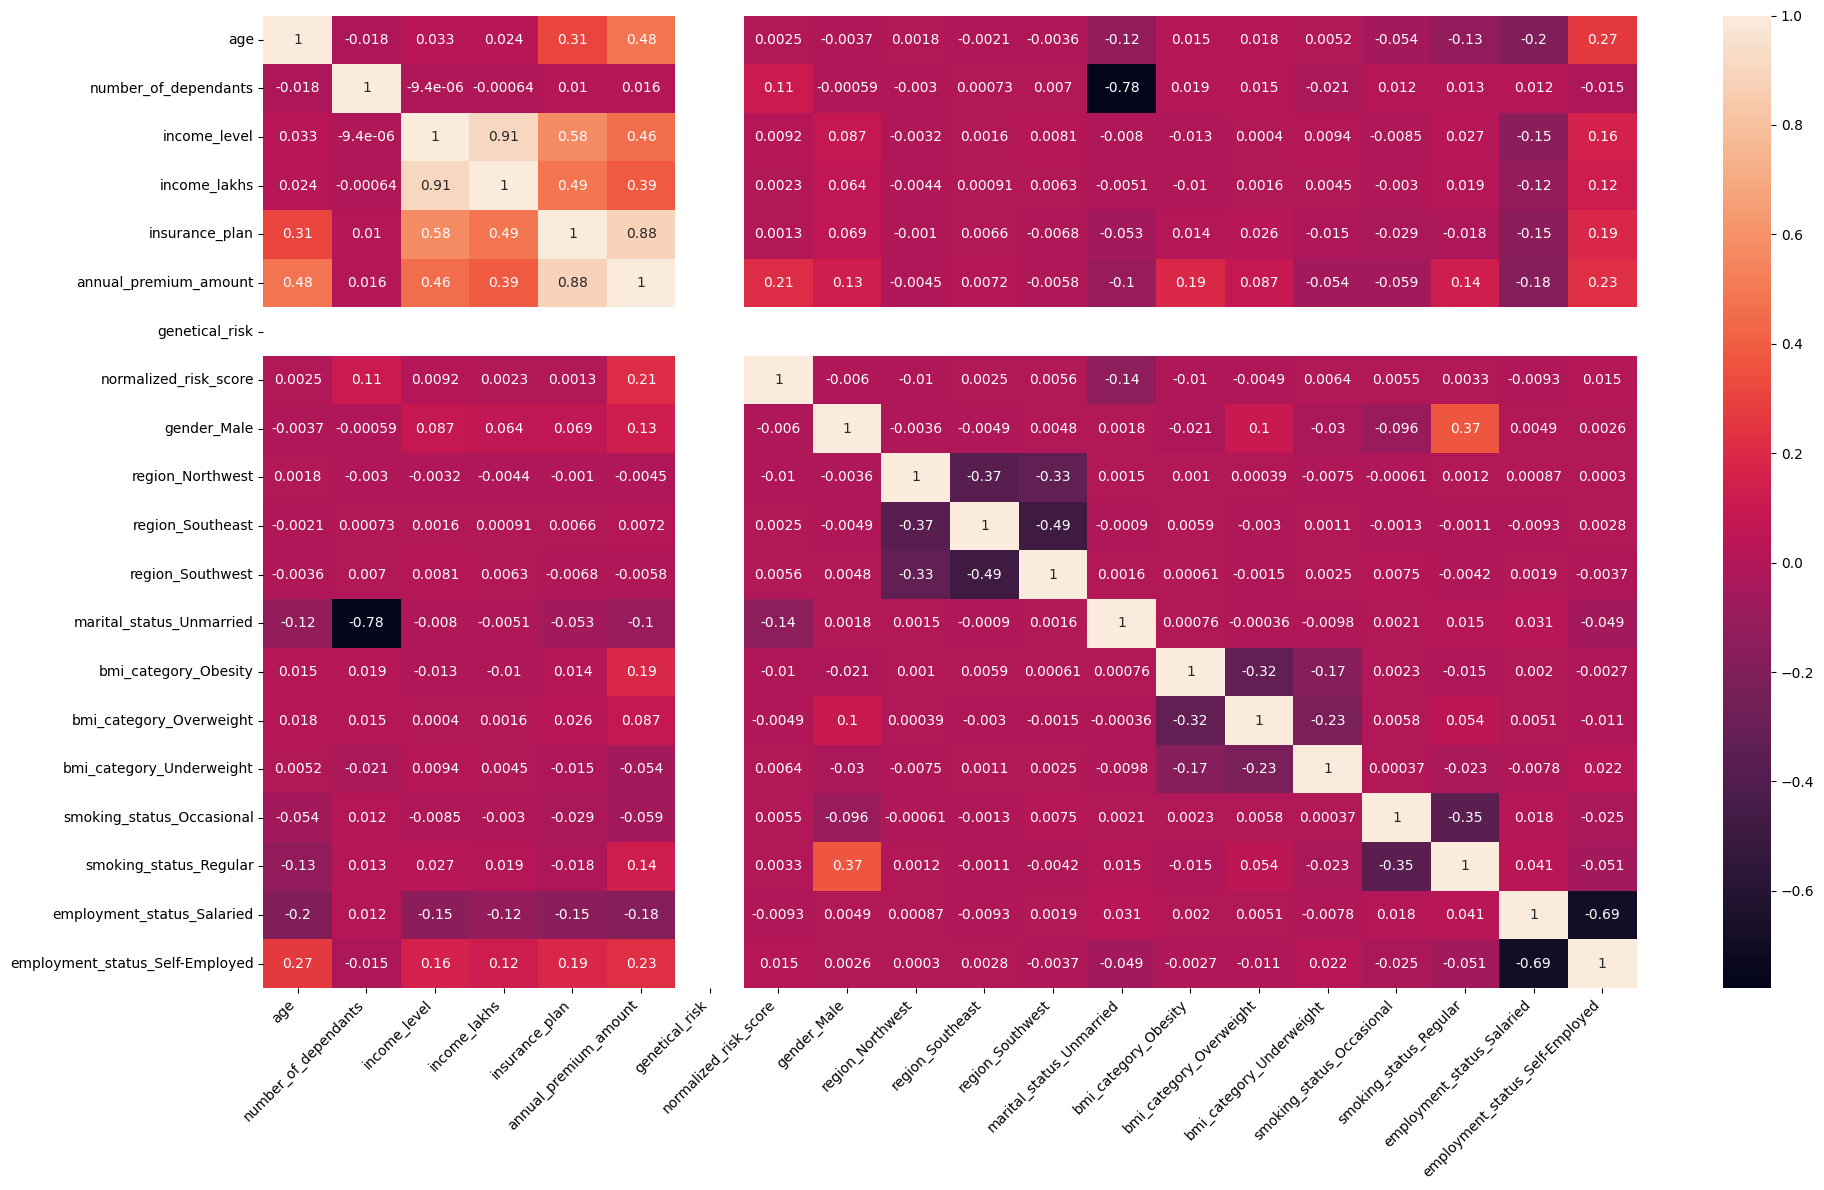 age 1 -0.018 0.033 0.024 0.31 0.48 0.0025 -0.0037 0.0018 -0.0021 -0.0036 -0.12 0.015 0.018 0.0052 -0.054 -0.13 -0.2 0.27
number_of_dependants -0.018 1 -9.4e-06 -0.00064 0.01 0.016 0.11 -0.00059 -0.003 0.00073 0.007 -0.78 0.019 0.015 -0.021 0.012 0.013 0.012 -0.015
income_level 0.033 -9.4e-06 1 0.91 0.58 0.46 0.0092 0.087 -0.0032 0.0016 0.0081 -0.008 -0.013 0.0004 0.0094 -0.0085 0.027 -0.15 0.16
income_lakhs 0.024 -0.00064 0.91 1 0.49 0.39 0.0023 0.064 -0.0044 0.00091 0.0063 -0.0051 -0.01 0.0016 0.0045 -0.003 0.019 -0.12 0.12
insurance_plan 0.31 0.01 0.58 0.49 1 0.88 0.0013 0.069 -0.001 0.0066 -0.0068 -0.053 0.014 0.026 -0.015 -0.029 -0.018 -0.15 0.19
annual_premium_amount 0.48 0.016 0.46 0.39 0.88 1 0.21 0.13 -0.0045 0.0072 -0.0058 -0.1 0.19 0.087 -0.054 -0.059 0.14 -0.18 0.23
genetical_risk
normalized_risk_score 0.0025 0.11 0.0092 0.0023 0.0013 0.21 1 -0.006 -0.01 0.0025 0.0056 -0.14 -0.01 -0.0049 0.0064 0.0055 0.0033 -0.0093 0.015
gender_Male -0.0037 -0.00059 0.087 0.064 0.069 0.13 -0.006 1 -0.0036 -0.0049 0.0048 0.0018 -0.021 0.1 -0.03 -0.096 0.37 0.0049 0.0026
region_Northwest 0.0018 -0.003 -0.0032 -0.0044 -0.001 -0.0045 -0.01 -0.0036 1 -0.37 -0.33 0.0015 0.001 0.00039 -0.0075 -0.00061 0.0012 0.00087 0.0003
region_Southeast -0.0021 0.00073 0.0016 0.00091 0.0066 0.0072 0.0025 -0.0049 -0.37 1 -0.49 -0.0009 0.0059 -0.003 0.0011 -0.0013 -0.0011 -0.0093 0.0028
region_Southwest -0.0036 0.007 0.0081 0.0063 -0.0068 -0.0058 0.0056 0.0048 -0.33 -0.49 1 0.0016 0.00061 -0.0015 0.0025 0.0075 -0.0042 0.0019 -0.0037
marital_status_Unmarried -0.12 -0.78 -0.008 -0.0051 -0.053 -0.1 -0.14 0.0018 0.0015 -0.0009 0.0016 1 0.00076 -0.00036 -0.0098 0.0021 0.015 0.031 -0.049
bmi_category_Obesity 0.015 0.019 -0.013 -0.01 0.014 0.19 -0.01 -0.021 0.001 0.0059 0.00061 0.00076 1 -0.32 -0.17 0.0023 -0.015 0.002 -0.0027
bmi_category_Overweight 0.018 0.015 0.0004 0.0016 0.026 0.087 -0.0049 0.1 0.00039 -0.003 -0.0015 -0.00036 -0.32 1 -0.23 0.0058 0.054 0.0051 -0.011
bmi_category_Underweight 0.0052 -0.021 0.0094 0.0045 -0.015 -0.054 0.0064 -0.03 -0.0075 0.0011 0.0025 -0.0098 -0.17 -0.23 1 0.00037 -0.023 -0.0078 0.022
smoking_status_Occasional -0.054 0.012 -0.0085 -0.003 -0.029 -0.059 0.0055 -0.096 -0.00061 -0.0013 0.0075 0.0021 0.0023 0.0058 0.00037 1 -0.35 0.018 -0.025
smoking_status_Regular -0.13 0.013 0.027 0.019 -0.018 0.14 0.0033 0.37 0.0012 -0.0011 -0.0042 0.015 -0.015 0.054 -0.023 -0.35 1 0.041 -0.051
employment_status_Salaried -0.2 0.012 -0.15 -0.12 -0.15 -0.18 -0.0093 0.0049 0.00087 -0.0093 0.0019 0.031 0.002 0.0051 -0.0078 0.018 0.041 1 -0.69
employment_status_Self-Employed 0.27 -0.015 0.16 0.12 0.19 0.23 0.015 0.0026 0.0003 0.0028 -0.0037 -0.049 -0.0027 -0.011 0.022 -0.025 -0.051 -0.69 1
age
number_of_dependants
income_level
income_lakhs
insurance_plan
annual_premium_amount
genetical_risk
normalized_risk_score
gender_Male
region_Northwest
region_Southeast
region_Southwest
marital_status_Unmarried
bmi_category_Obesity
bmi_category_Overweight
bmi_category_Underweight
smoking_status_Occasional
smoking_status_Regular
employment_status_Salaried
employment_status_Self-Employed
1.0
0.8
0.6
0.4
0.2
0.0
−0.2
−0.4
−0.6